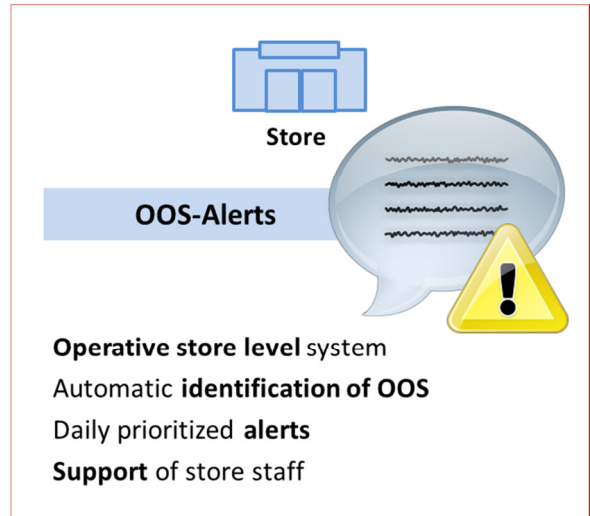 Store
OOS-Alerts
Operative store level system
Automatic identification of OOS
Daily prioritized alerts
Support of store staff